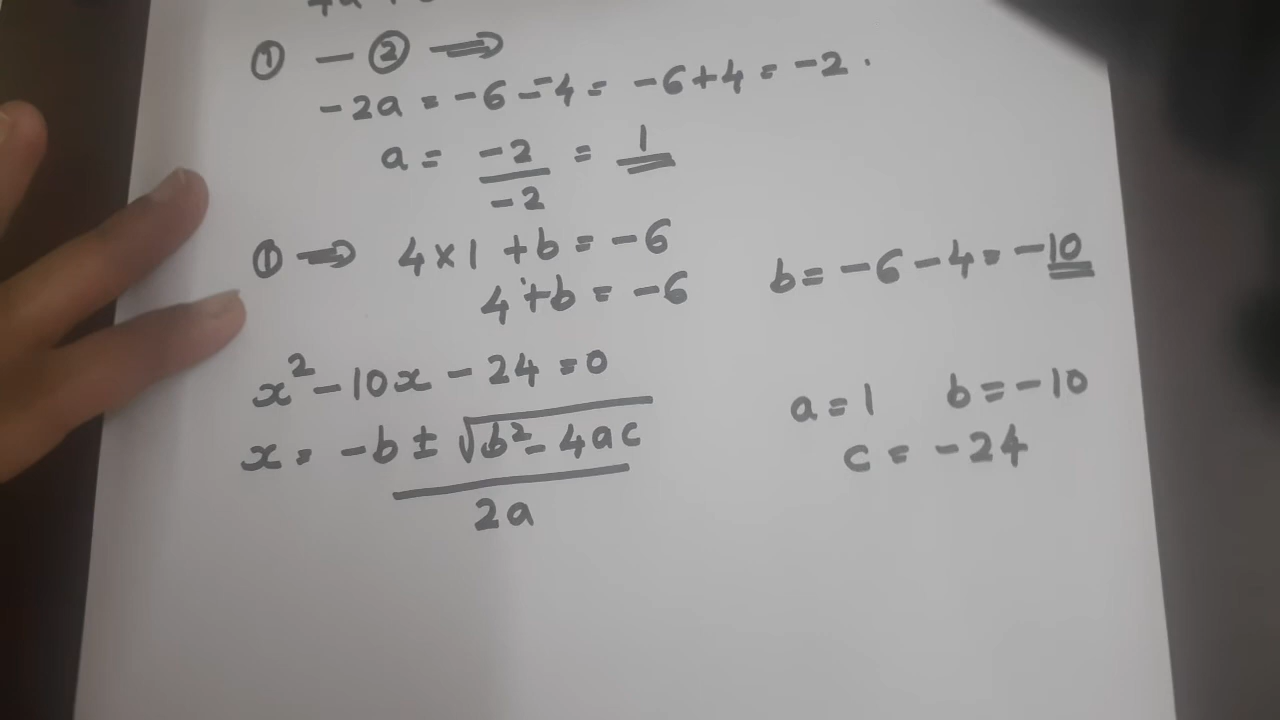 ① - ② ⟹
-2a = -6 - -4 = -6+4 = -2.
a = -2/-2 = 1
① ⟹ 4×1 +b = -6
4+b = -6
b = -6-4 = -10
x² - 10x - 24 = 0
x = -b ± √b² - 4ac / 2a
a = 1 b = -10
c = -24